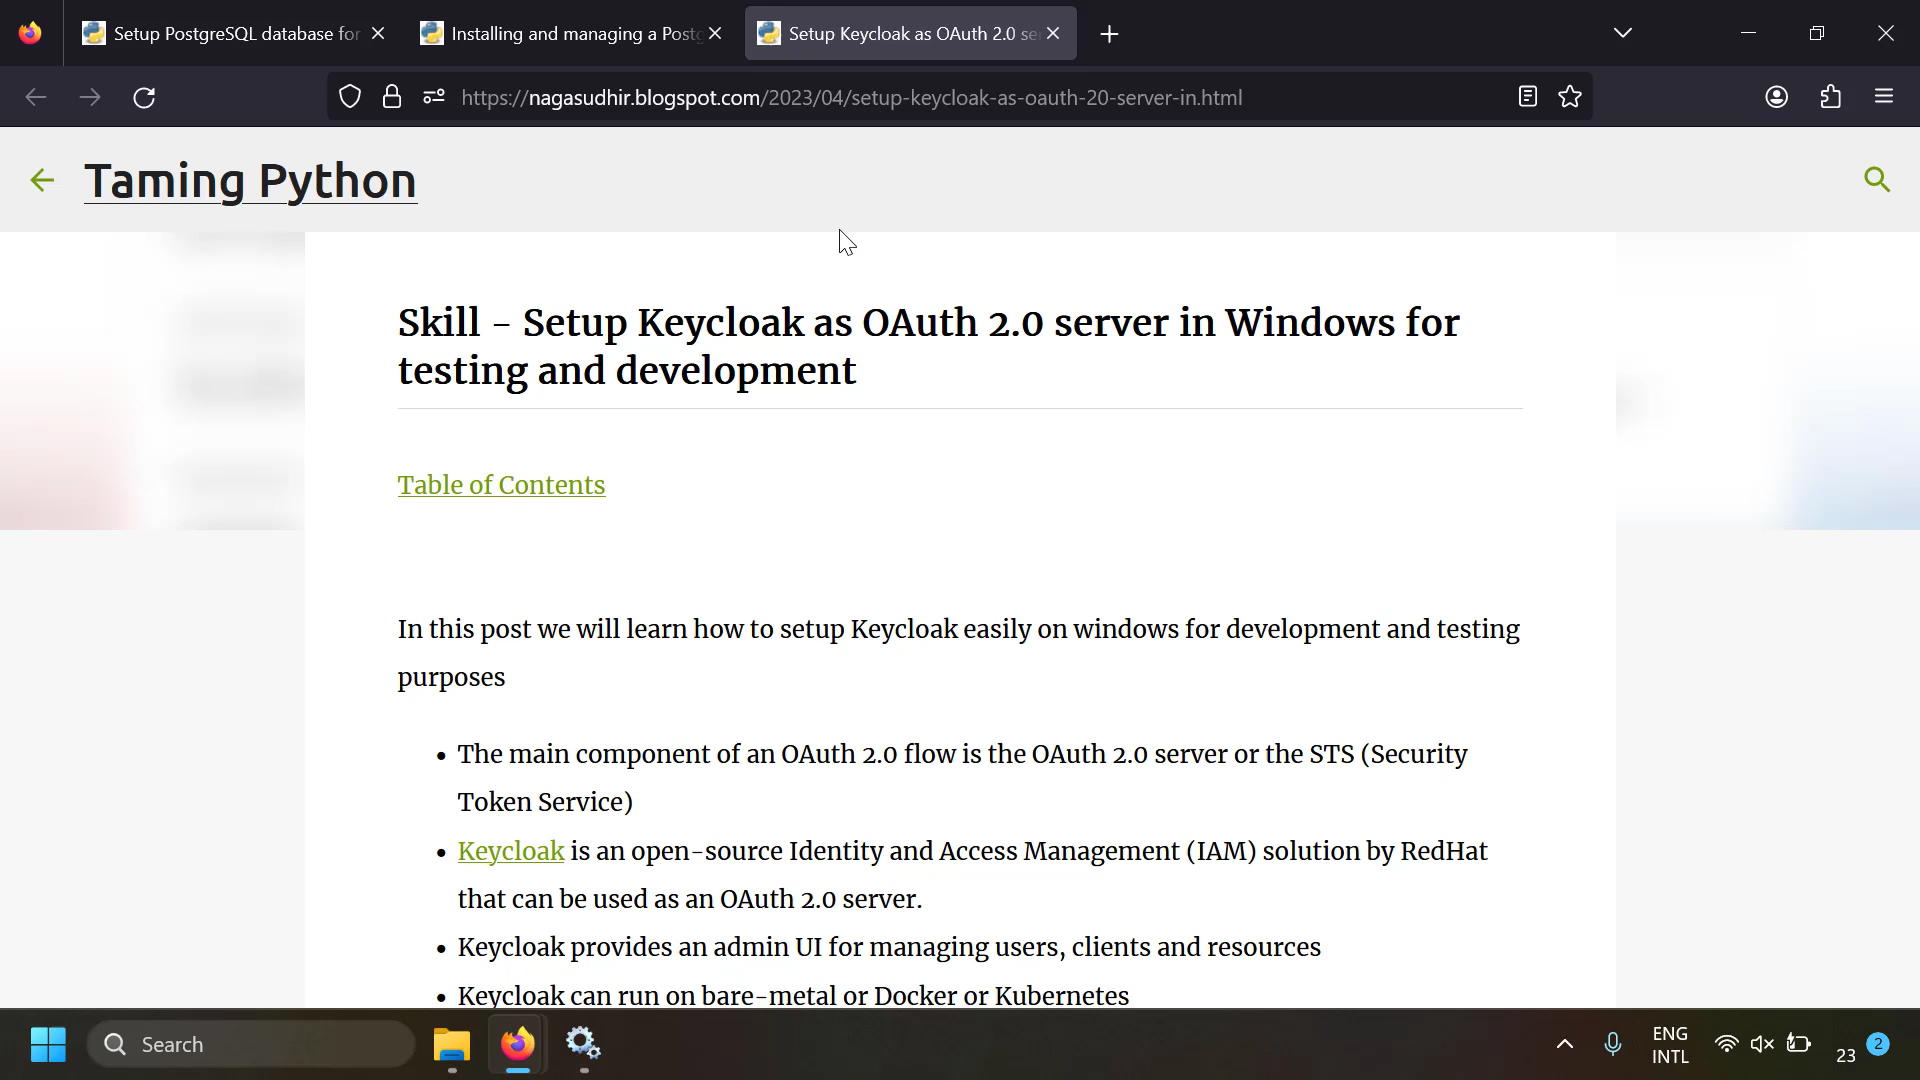 Setup PostgreSQL database for
Installing and managing a Postg
Setup Keycloak as OAuth 2.0 se
https://nagasudhir.blogspot.com/2023/04/setup-keycloak-as-oauth-20-server-in.html
Taming Python
Skill - Setup Keycloak as OAuth 2.0 server in Windows for
testing and development
Table of Contents
In this post we will learn how to setup Keycloak easily on windows for development and testing
purposes
• The main component of an OAuth 2.0 flow is the OAuth 2.0 server or the STS (Security
Token Service)
• Keycloak is an open-source Identity and Access Management (IAM) solution by RedHat
that can be used as an OAuth 2.0 server.
• Keycloak provides an admin UI for managing users, clients and resources
• Keycloak can run on bare-metal or Docker or Kubernetes
Search
ENG
INTL
23
2